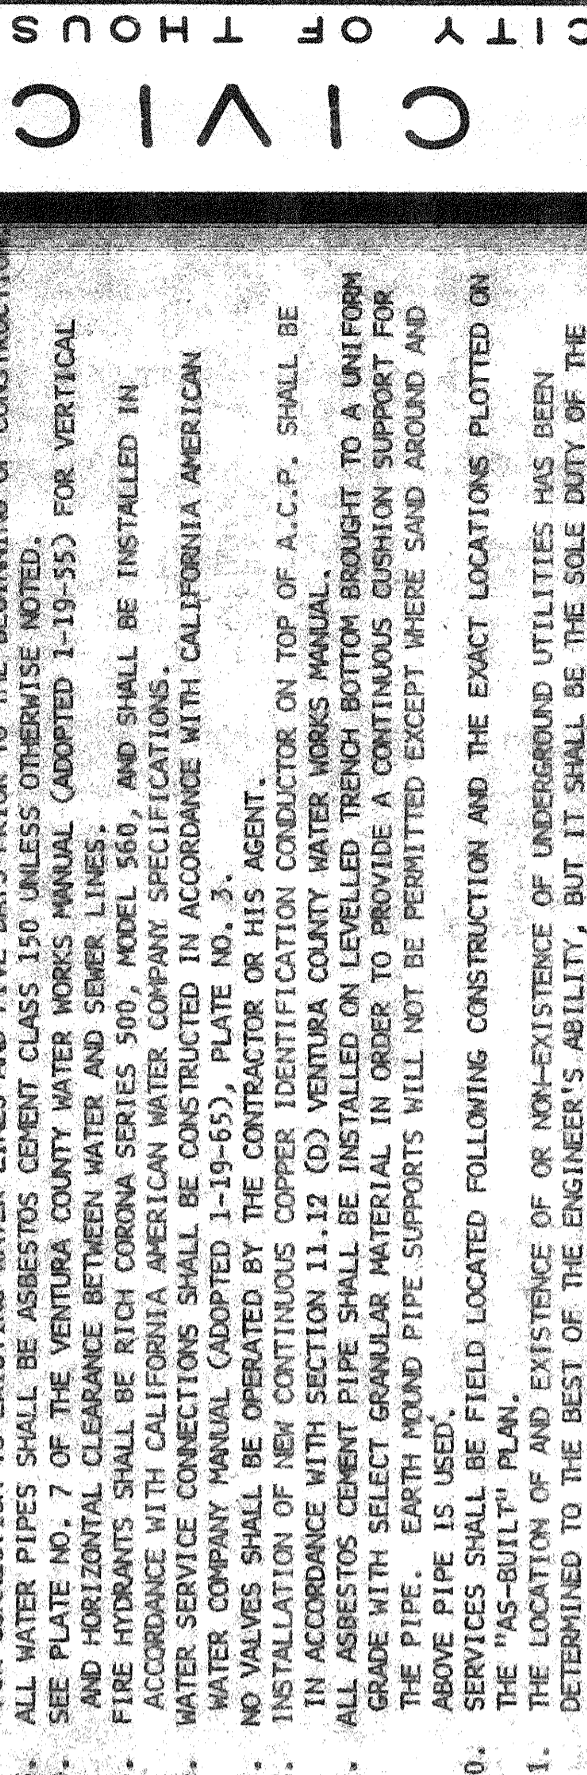 CITY OF THOUS
CIVIC
ALL WATER PIPES SHALL BE ASBESTOS CEMENT CLASS 150 UNLESS OTHERWISE NOTED.
SEE PLATE NO. 7 OF THE VENTURA COUNTY WATER WORKS MANUAL (ADOPTED 1-19-55) FOR VERTICAL
AND HORIZONTAL CLEARANCE BETWEEN WATER AND SEWER LINES.
FIRE HYDRANTS SHALL BE RICH CORONA SERIES 500, MODEL 560, AND SHALL BE INSTALLED IN
ACCORDANCE WITH CALIFORNIA AMERICAN WATER COMPANY SPECIFICATIONS.
WATER SERVICE CONNECTIONS SHALL BE CONSTRUCTED IN ACCORDANCE WITH CALIFORNIA AMERICAN
WATER COMPANY MANUAL (ADOPTED 1-19-65), PLATE NO. 3.
NO VALVES SHALL BE OPERATED BY THE CONTRACTOR OR HIS AGENT.
INSTALLATION OF NEW CONTINUOUS COPPER IDENTIFICATION CONDUCTOR ON TOP OF A.C.P. SHALL BE
IN ACCORDANCE WITH SECTION 11.12 (D) VENTURA COUNTY WATER WORKS MANUAL.
ALL ASBESTOS CEMENT PIPE SHALL BE INSTALLED ON LEVELLED TRENCH BOTTOM BROUGHT TO A UNIFORM
GRADE WITH SELECT GRANULAR MATERIAL IN ORDER TO PROVIDE A CONTINUOUS CUSHION SUPPORT FOR
THE PIPE. EARTH MOUND PIPE SUPPORTS WILL NOT BE PERMITTED EXCEPT WHERE SAND AROUND AND
ABOVE PIPE IS USED.
0. SERVICES SHALL BE FIELD LOCATED FOLLOWING CONSTRUCTION AND THE EXACT LOCATIONS PLOTTED ON
THE "AS-BUILT" PLAN.
1. THE LOCATION OF AND EXISTENCE OF OR NON-EXISTENCE OF UNDERGROUND UTILITIES HAS BEEN
DETERMINED TO THE BEST OF THE ENGINEER'S ABILITY, BUT IT SHALL BE THE SOLE DUTY OF THE